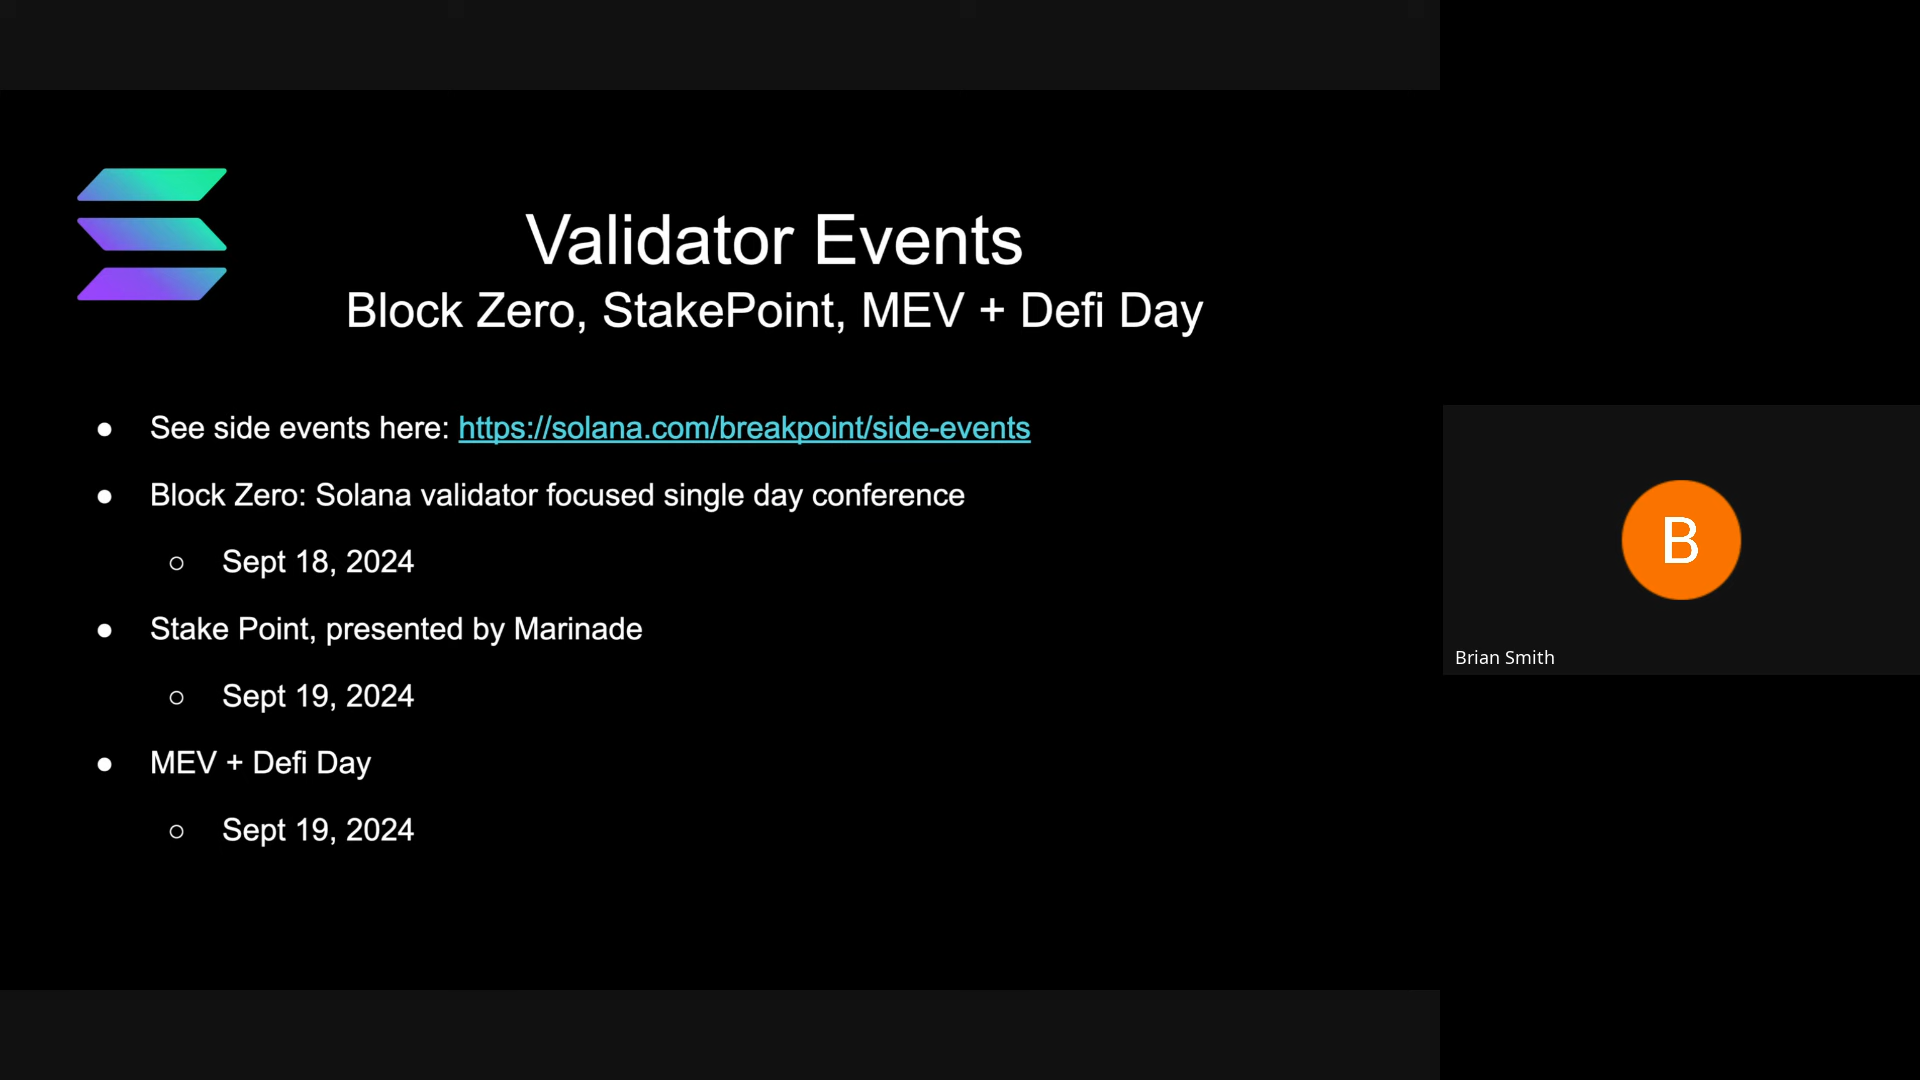 Validator Events
Block Zero, StakePoint, MEV + Defi Day
● See side events here: https://solana.com/breakpoint/side-events
● Block Zero: Solana validator focused single day conference
○ Sept 18, 2024
● Stake Point, presented by Marinade
○ Sept 19, 2024
● MEV + Defi Day
○ Sept 19, 2024
B
Brian Smith